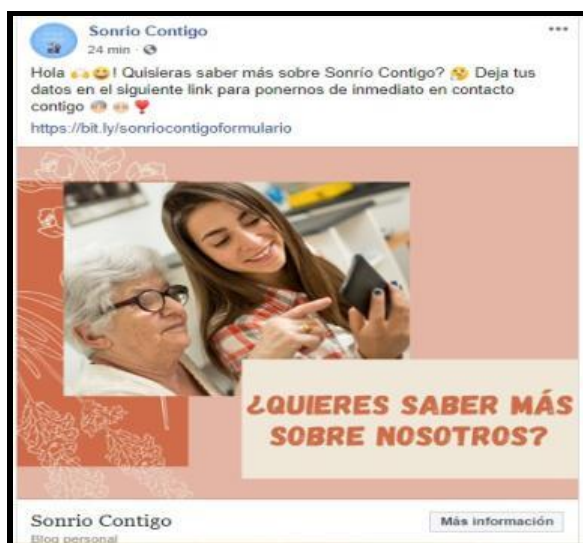 Sonrio Contigo
24 min ·
Hola 🙌😄! Quisieras saber más sobre Sonrío Contigo? 🤔 Deja tus
datos en el siguiente link para ponernos de inmediato en contacto
contigo 👵👴❣️
https://bit.ly/sonriocontigoformulario
¿QUIERES SABER MÁS
SOBRE NOSOTROS?
Sonrio Contigo
Más información
Blog personal